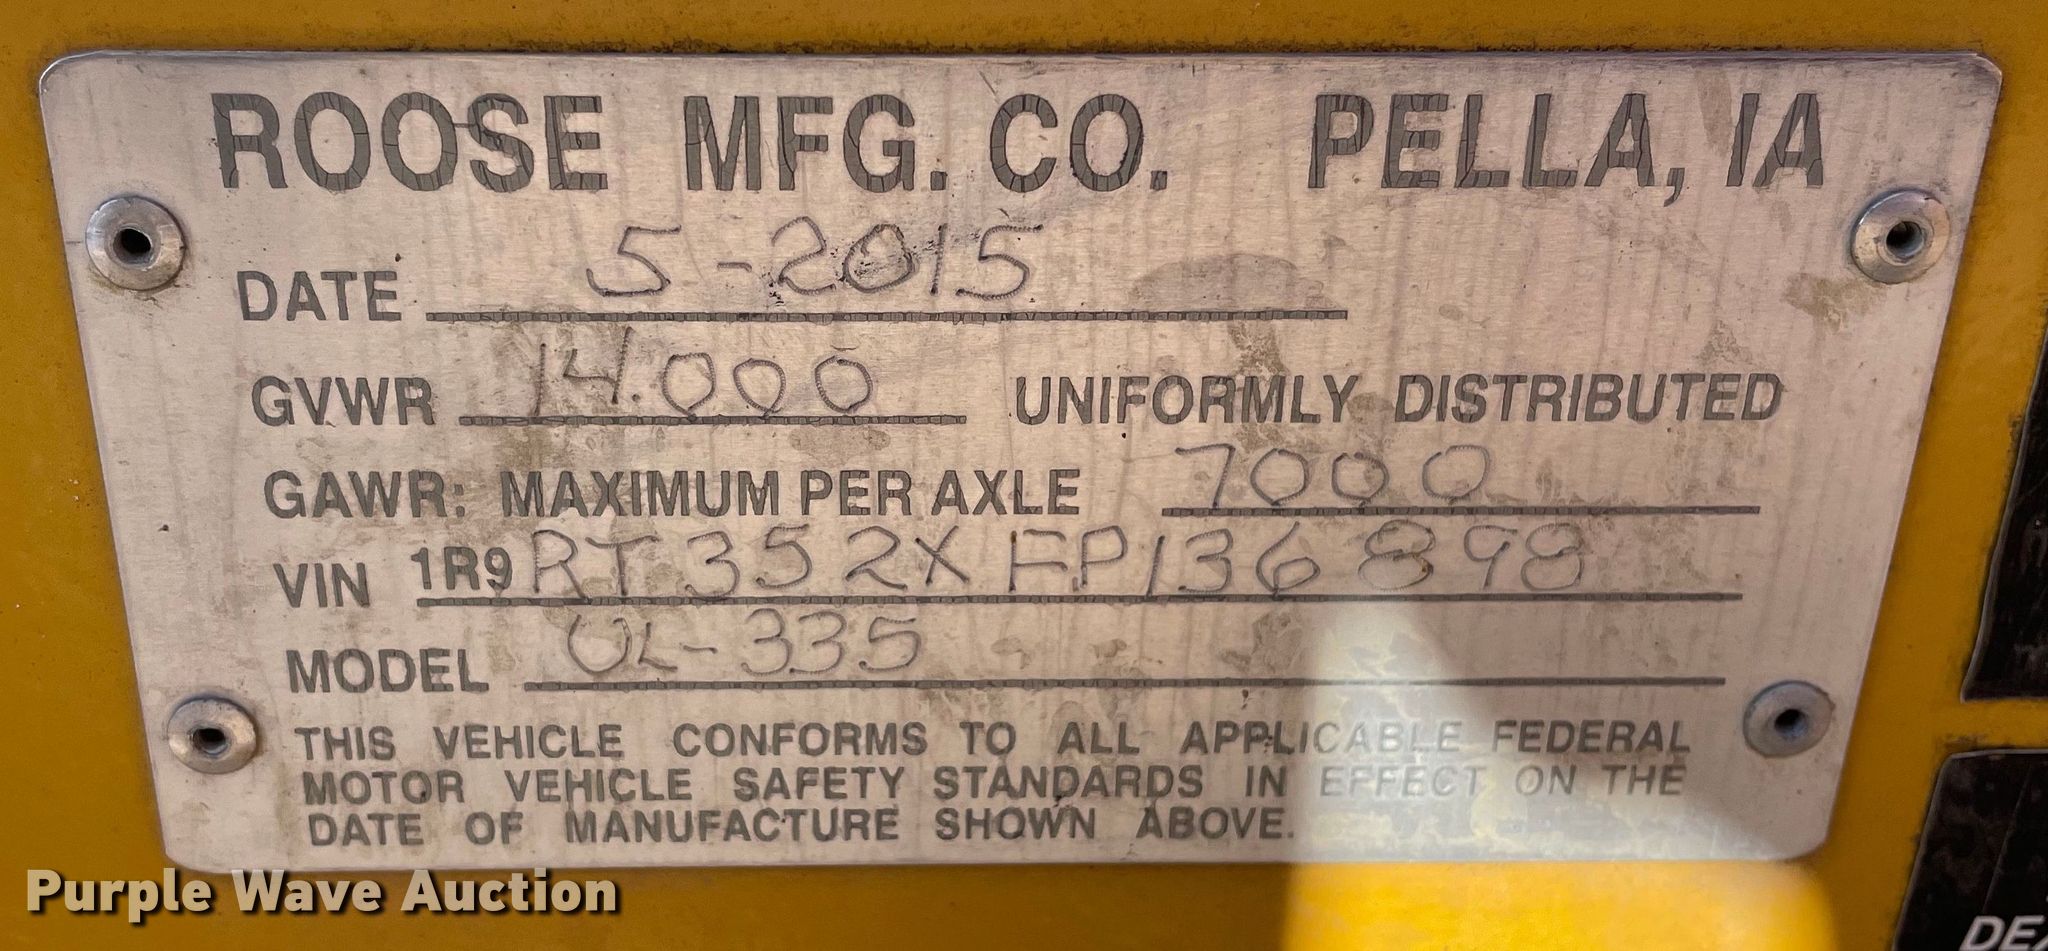 ROOSE MFG. CO. PELLA, IA
DATE 5-2015
GVWR 14.000 UNIFORMLY DISTRIBUTED
GAWR: MAXIMUM PER AXLE 7000
VIN 1R9RT352XFP136898
MODEL UL-335
THIS VEHICLE CONFORMS TO ALL APPLICABLE FEDERAL
MOTOR VEHICLE SAFETY STANDARDS IN EFFECT ON THE
DATE OF MANUFACTURE SHOWN ABOVE.
Purple Wave Auction